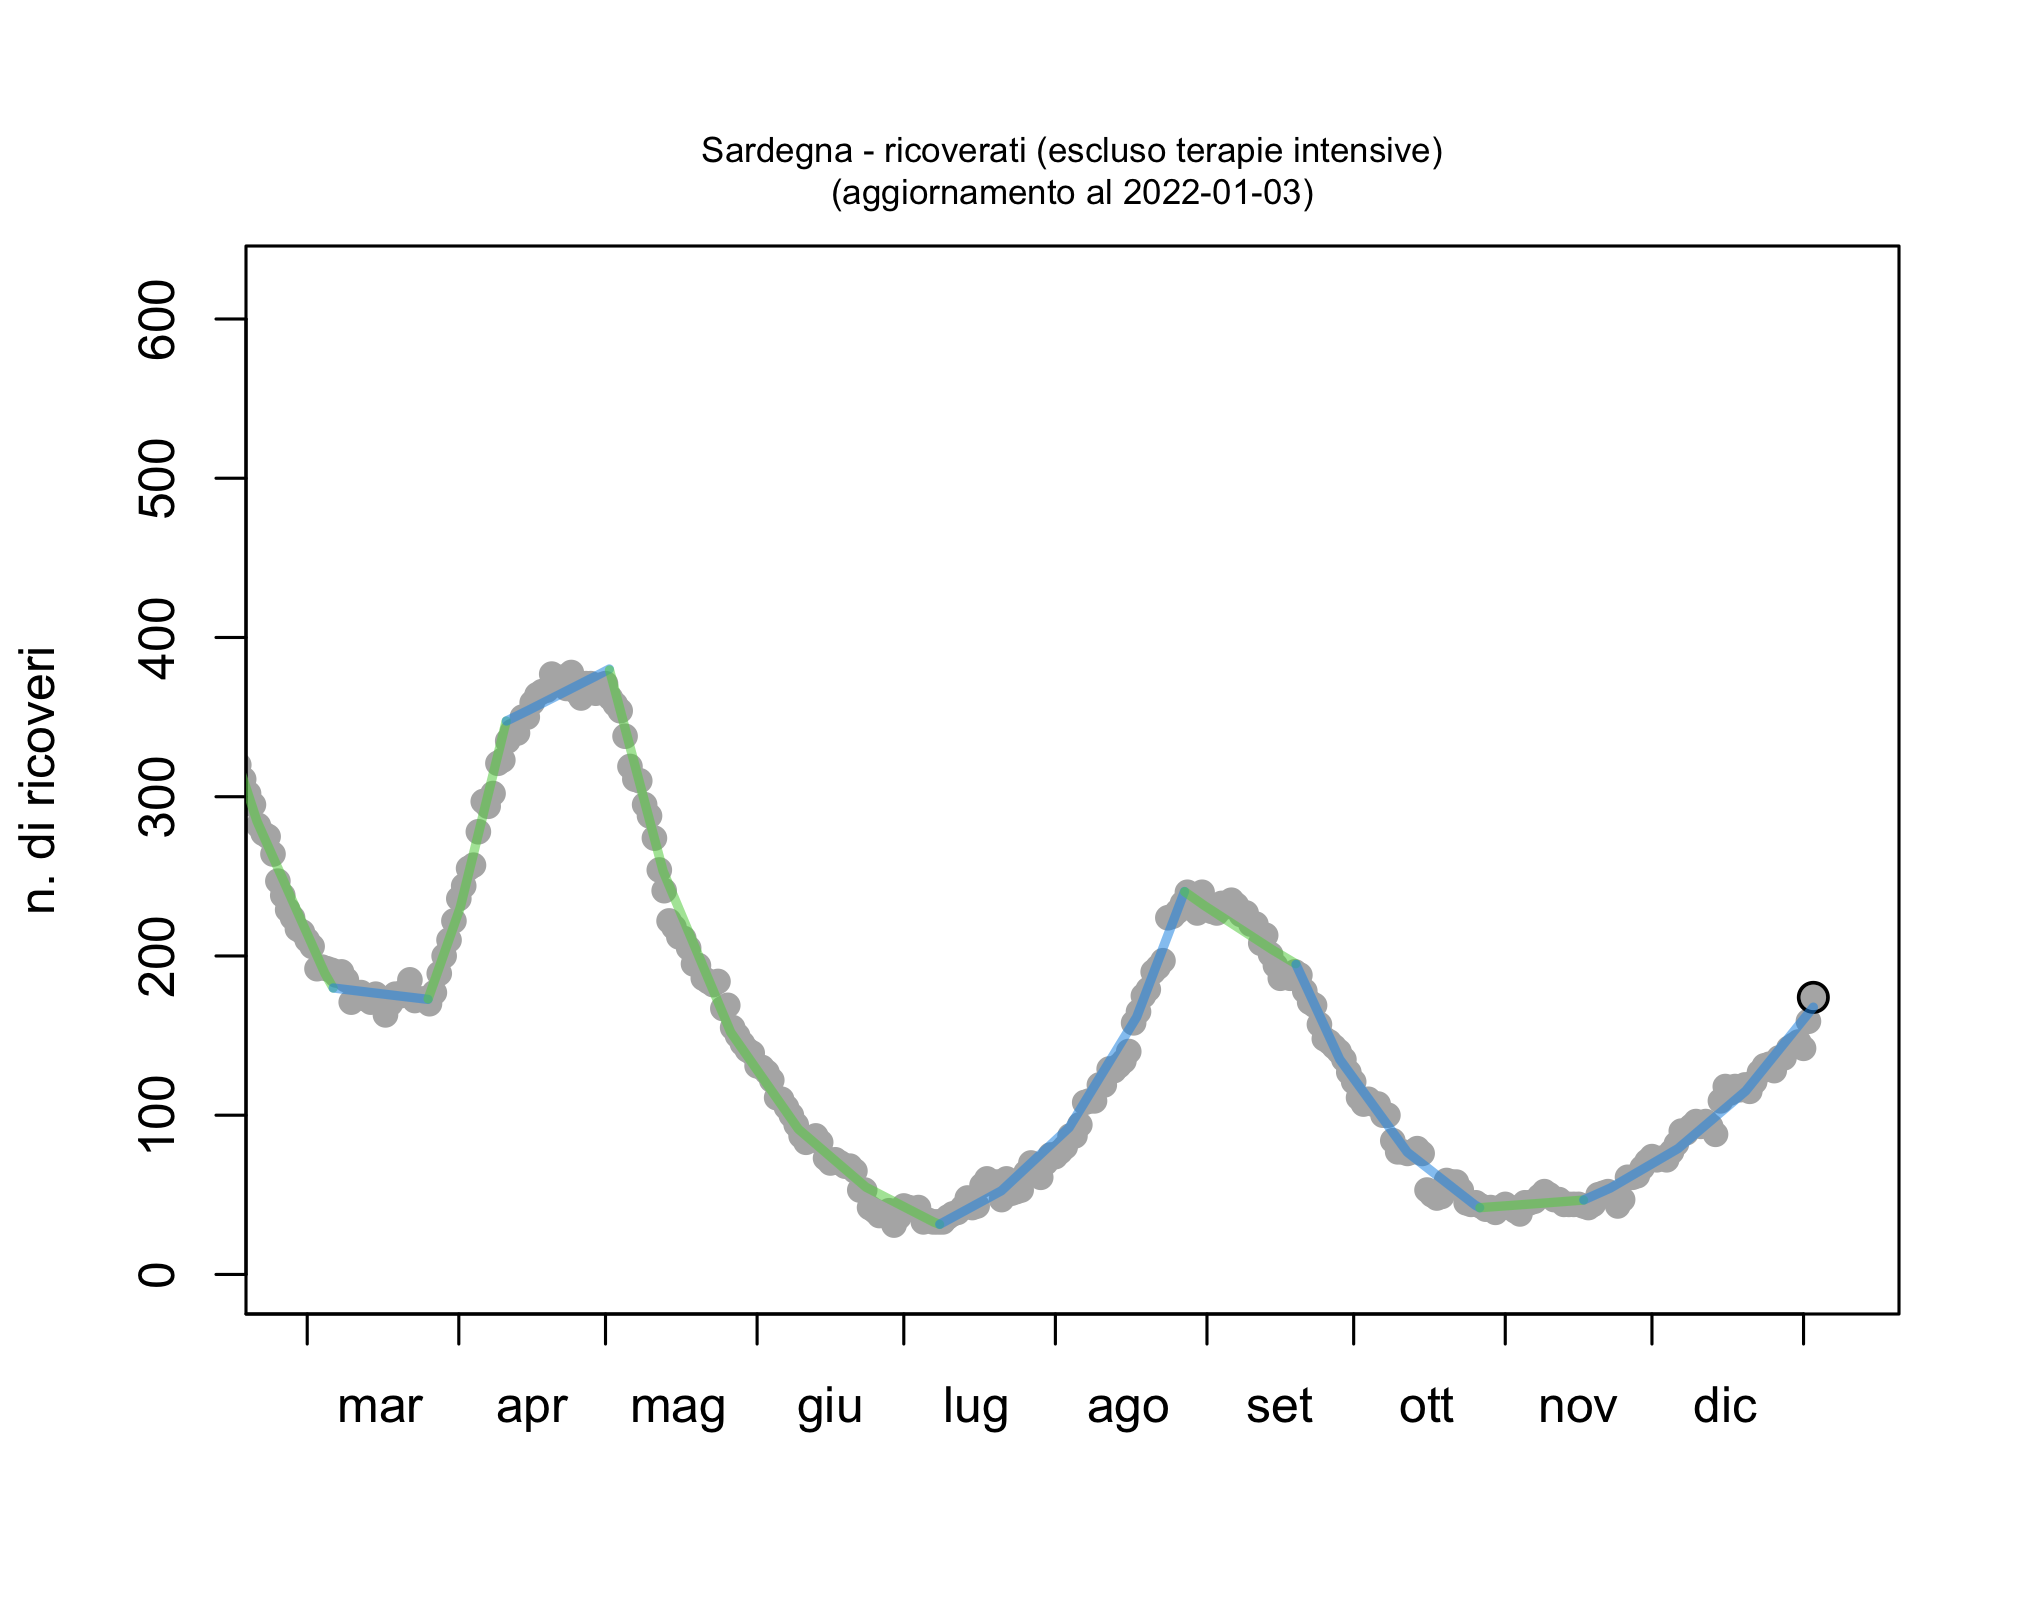 Sardegna - ricoverati (escluso terapie intensive)
(aggiornamento al 2022-01-03)
n. di ricoveri
600
500
400
300
200
100
0
mar apr mag giu lug ago set ott nov dic